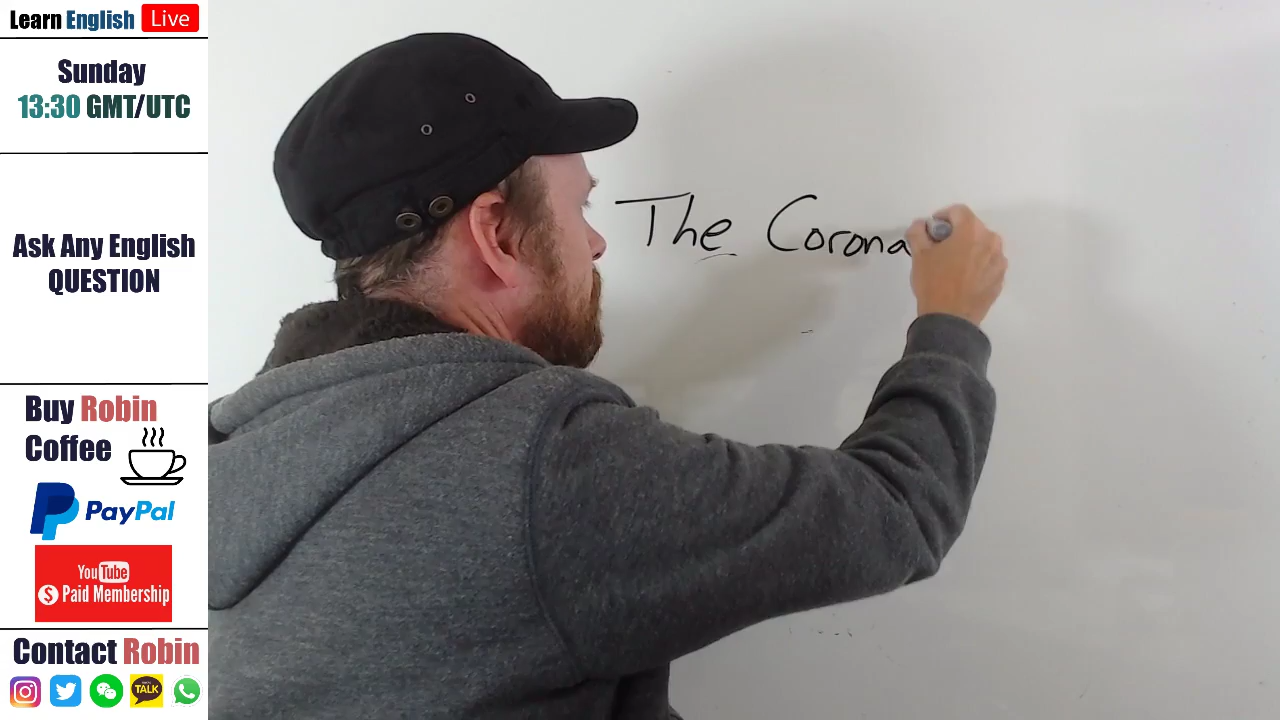 Learn English Live
Sunday
13:30 GMT/UTC
Ask Any English
QUESTION
Buy Robin
Coffee
PayPal
YouTube
$ Paid Membership
Contact Robin
TALK
The Corona